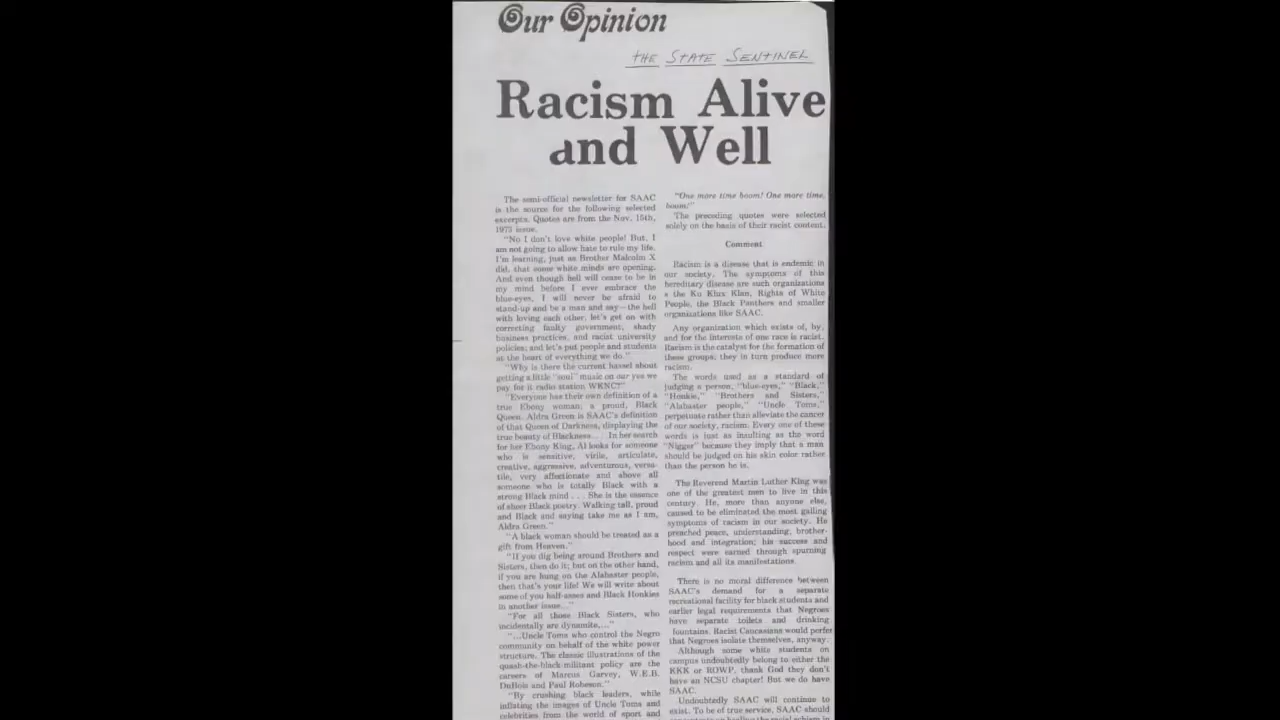 Our Opinion
THE STATE SENTINEL
Racism Alive
and Well
The semi-official newsletter for SAAC
is the source for the following selected
excerpts. Quotes are from the Nov. 15th,
1973 issue.
"No I don't love white people! But, I
am not going to allow hate to rule my life.
I'm learning, just as Brother Malcolm X
did, that some white minds are opening.
And even though hell will cease to be in
my mind before I ever embrace the
blue-eyes, I will never be afraid to
stand-up and be a man and say—the hell
with loving each other, let's get on with
correcting faulty government, shady
business practices, and racist university
policies; and let's put people and students
at the heart of everything we do."
"Why is there the current hassel about
getting a little "soul" music on our yes we
pay for it radio station WKNC?"
"Everyone has their own definition of a
true Ebony woman; a proud, Black
Queen. Aldra Green is SAAC's definition
of that Queen of Darkness, displaying the
true beauty of Blackness. . . In her search
for her Ebony King, Al looks for someone
who is sensitive, virile, articulate,
creative, aggressive, adventurous, versa-
tile, very affectionate and above all
someone who is totally Black with a
strong Black mind . . . She is the essence
of sheer Black poetry. Walking tall, proud
and Black and saying take me as I am,
Aldra Green."
"A black woman should be treated as a
gift from Heaven."
"If you dig being around Brothers and
Sisters, then do it; but on the other hand,
if you are hung on the Alabaster people,
then that's your life! We will write about
some of you half-asses and Black Honkies
in another issue..."
"For all those Black Sisters, who
incidentally are dynamite,..."
"...Uncle Toms who control the Negro
community on behalf of the white power
structure. The classic illustrations of the
quash-the-black-militant policy are the
careers of Marcus Garvey, W.E.B.
DuBois and Paul Robeson."
"By crushing black leaders, while
inflating the images of Uncle Toms and
celebrities from the world of sport and
"One more time boom! One more time,
boom!"
The preceding quotes were selected
solely on the basis of their racist content.
Comment
Racism is a disease that is endemic in
our society. The symptoms of this
hereditary disease are such organizations
s the Ku Klux Klan, Rights of White
People, the Black Panthers and smaller
organizations like SAAC.
Any organization which exists of, by,
and for the interests of one race is racist.
Racism is the catalyst for the formation of
these groups; they in turn produce more
racism.
The words used as a standard of
judging a person, "blue-eyes," "Black,"
"Honkie," "Brothers and Sisters,"
"Alabaster people," "Uncle Toms,"
perpetuate rather than alleviate the cancer
of our society, racism. Every one of these
words is just as insulting as the word
"Nigger" because they imply that a man
should be judged on his skin color rather
than the person he is.
The Reverend Martin Luther King was
one of the greatest men to live in this
century. He, more than anyone else,
caused to be eliminated the most galling
symptoms of racism in our society. He
preached peace, understanding, brother-
hood and integration; his success and
respect were earned through spurning
racism and all its manifestations.
There is no moral difference between
SAAC's demand for a separate
recreational facility for black students and
earlier legal requirements that Negroes
have separate toilets and drinking
fountains. Racist Caucasians would perfer
that Negroes isolate themselves, anyway.
Although some white students on
campus undoubtedly belong to either the
KKK or ROWP, thank God they don't
have an NCSU chapter! But we do have
SAAC.
Undoubtedly SAAC will continue to
exist. To be of true service, SAAC should